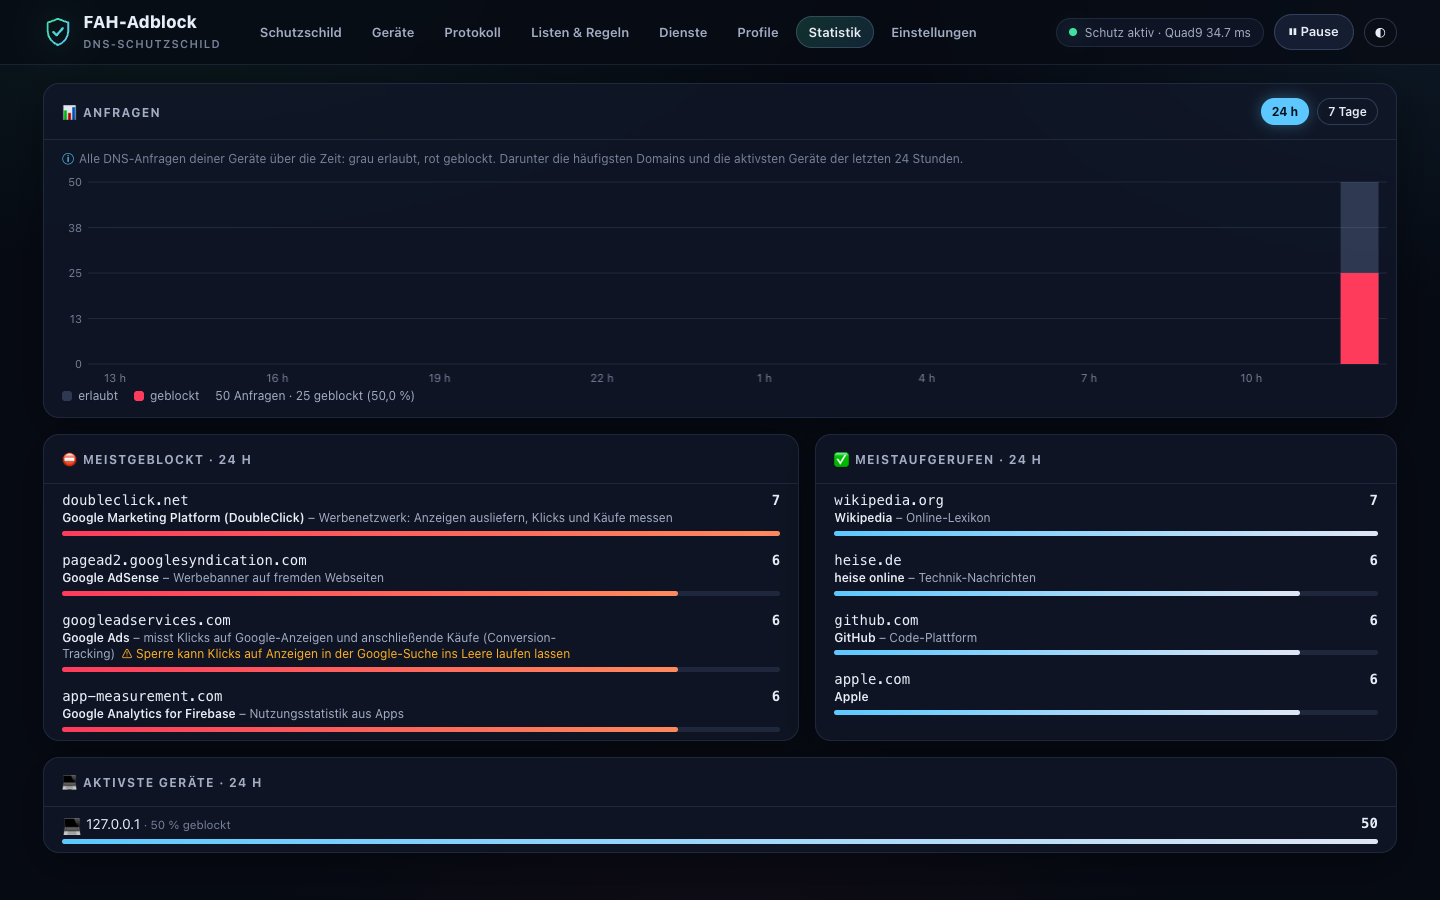 FAH-Adblock
DNS-SCHUTZSCHILD
Schutzschild
Geräte
Protokoll
Listen & Regeln
Dienste
Profile
Statistik
Einstellungen
Schutz aktiv · Quad9 34.7 ms
Pause
ANFRAGEN
24 h
7 Tage
Alle DNS-Anfragen deiner Geräte über die Zeit: grau erlaubt, rot geblockt. Darunter die häufigsten Domains und die aktivsten Geräte der letzten 24 Stunden.
50
38
25
13
0
13 h
16 h
19 h
22 h
1 h
4 h
7 h
10 h
erlaubt
geblockt
50 Anfragen · 25 geblockt (50,0 %)
MEISTGEBLOCKT · 24 H
doubleclick.net 7
Google Marketing Platform (DoubleClick) – Werbenetzwerk: Anzeigen ausliefern, Klicks und Käufe messen
pagead2.googlesyndication.com 6
Google AdSense – Werbebanner auf fremden Webseiten
googleadservices.com 6
Google Ads – misst Klicks auf Google-Anzeigen und anschließende Käufe (Conversion-
Tracking) ⚠ Sperre kann Klicks auf Anzeigen in der Google-Suche ins Leere laufen lassen
app-measurement.com 6
Google Analytics for Firebase – Nutzungsstatistik aus Apps
MEISTAUFGERUFEN · 24 H
wikipedia.org 7
Wikipedia – Online-Lexikon
heise.de 6
heise online – Technik-Nachrichten
github.com 6
GitHub – Code-Plattform
apple.com 6
Apple
AKTIVSTE GERÄTE · 24 H
127.0.0.1 · 50 % geblockt 50